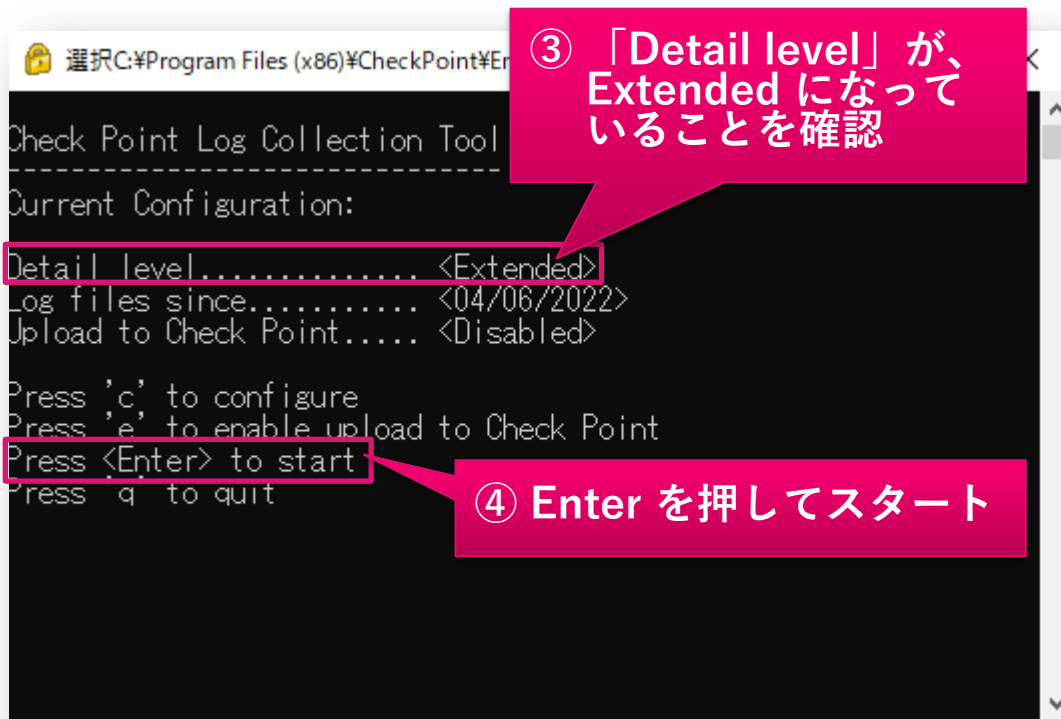 選択C:¥Program Files (x86)¥CheckPoint¥Er
③ 「Detail level」が、
Extended になって
いることを確認
Check Point Log Collection Tool
-------------------------------
Current Configuration:
Detail level.............. <Extended>
Log files since........... <04/06/2022>
Upload to Check Point..... <Disabled>
Press 'c' to configure
Press 'e' to enable upload to Check Point
Press <Enter> to start
Press 'q' to quit
④ Enter を押してスタート